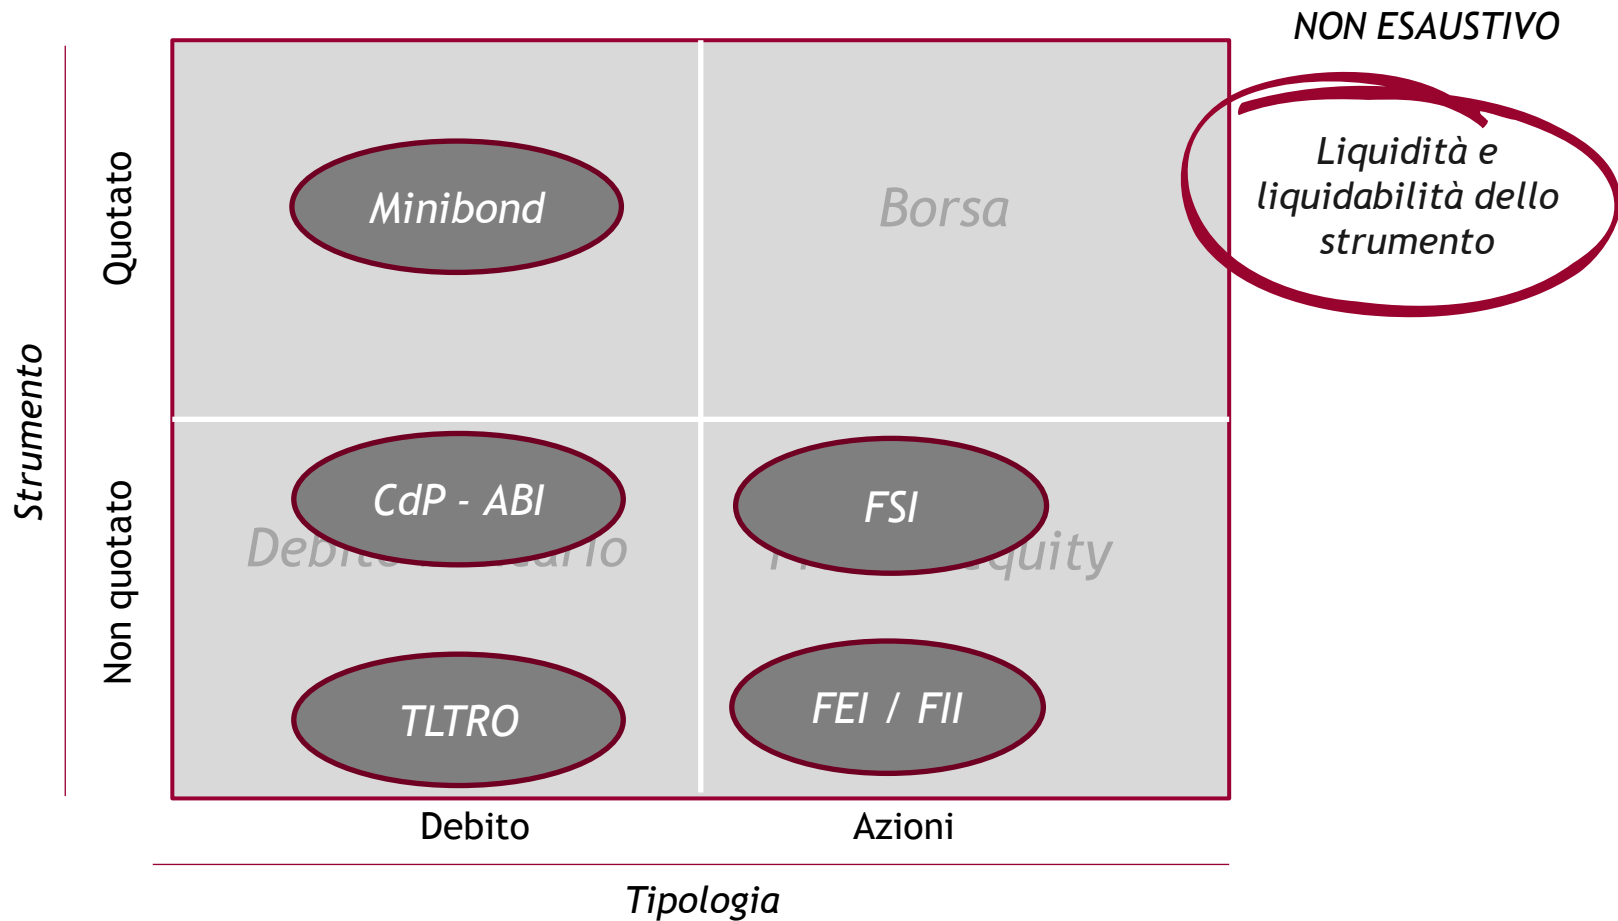 NON ESAUSTIVO
Liquidità e
liquidabilità dello
strumento
Strumento
Quotato
Minibond
Borsa
Non quotato
CdP - ABI
FSI
TLTRO
FEI / FII
Debito
Azioni
Tipologia